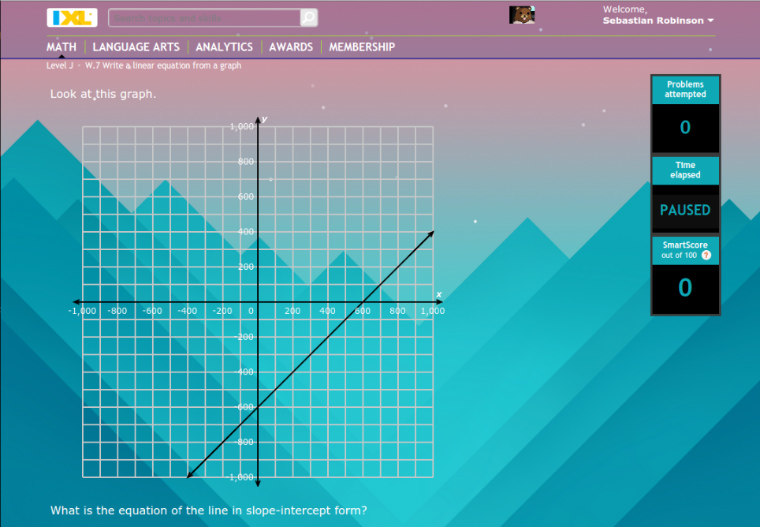 IXL
Search topics and skills
Welcome,
Sebastian Robinson
MATH LANGUAGE ARTS ANALYTICS AWARDS MEMBERSHIP
Level J - W.7 Write a linear equation from a graph
Look at this graph.
Problems
attempted
0
Time
elapsed
PAUSED
SmartScore
out of 100 ?
0
y
1,000
800
600
400
200
x
-1,000 -800 -600 -400 -200 0 200 400 600 800 1,000
-200
-400
-600
-800
-1,000
What is the equation of the line in slope-intercept form?